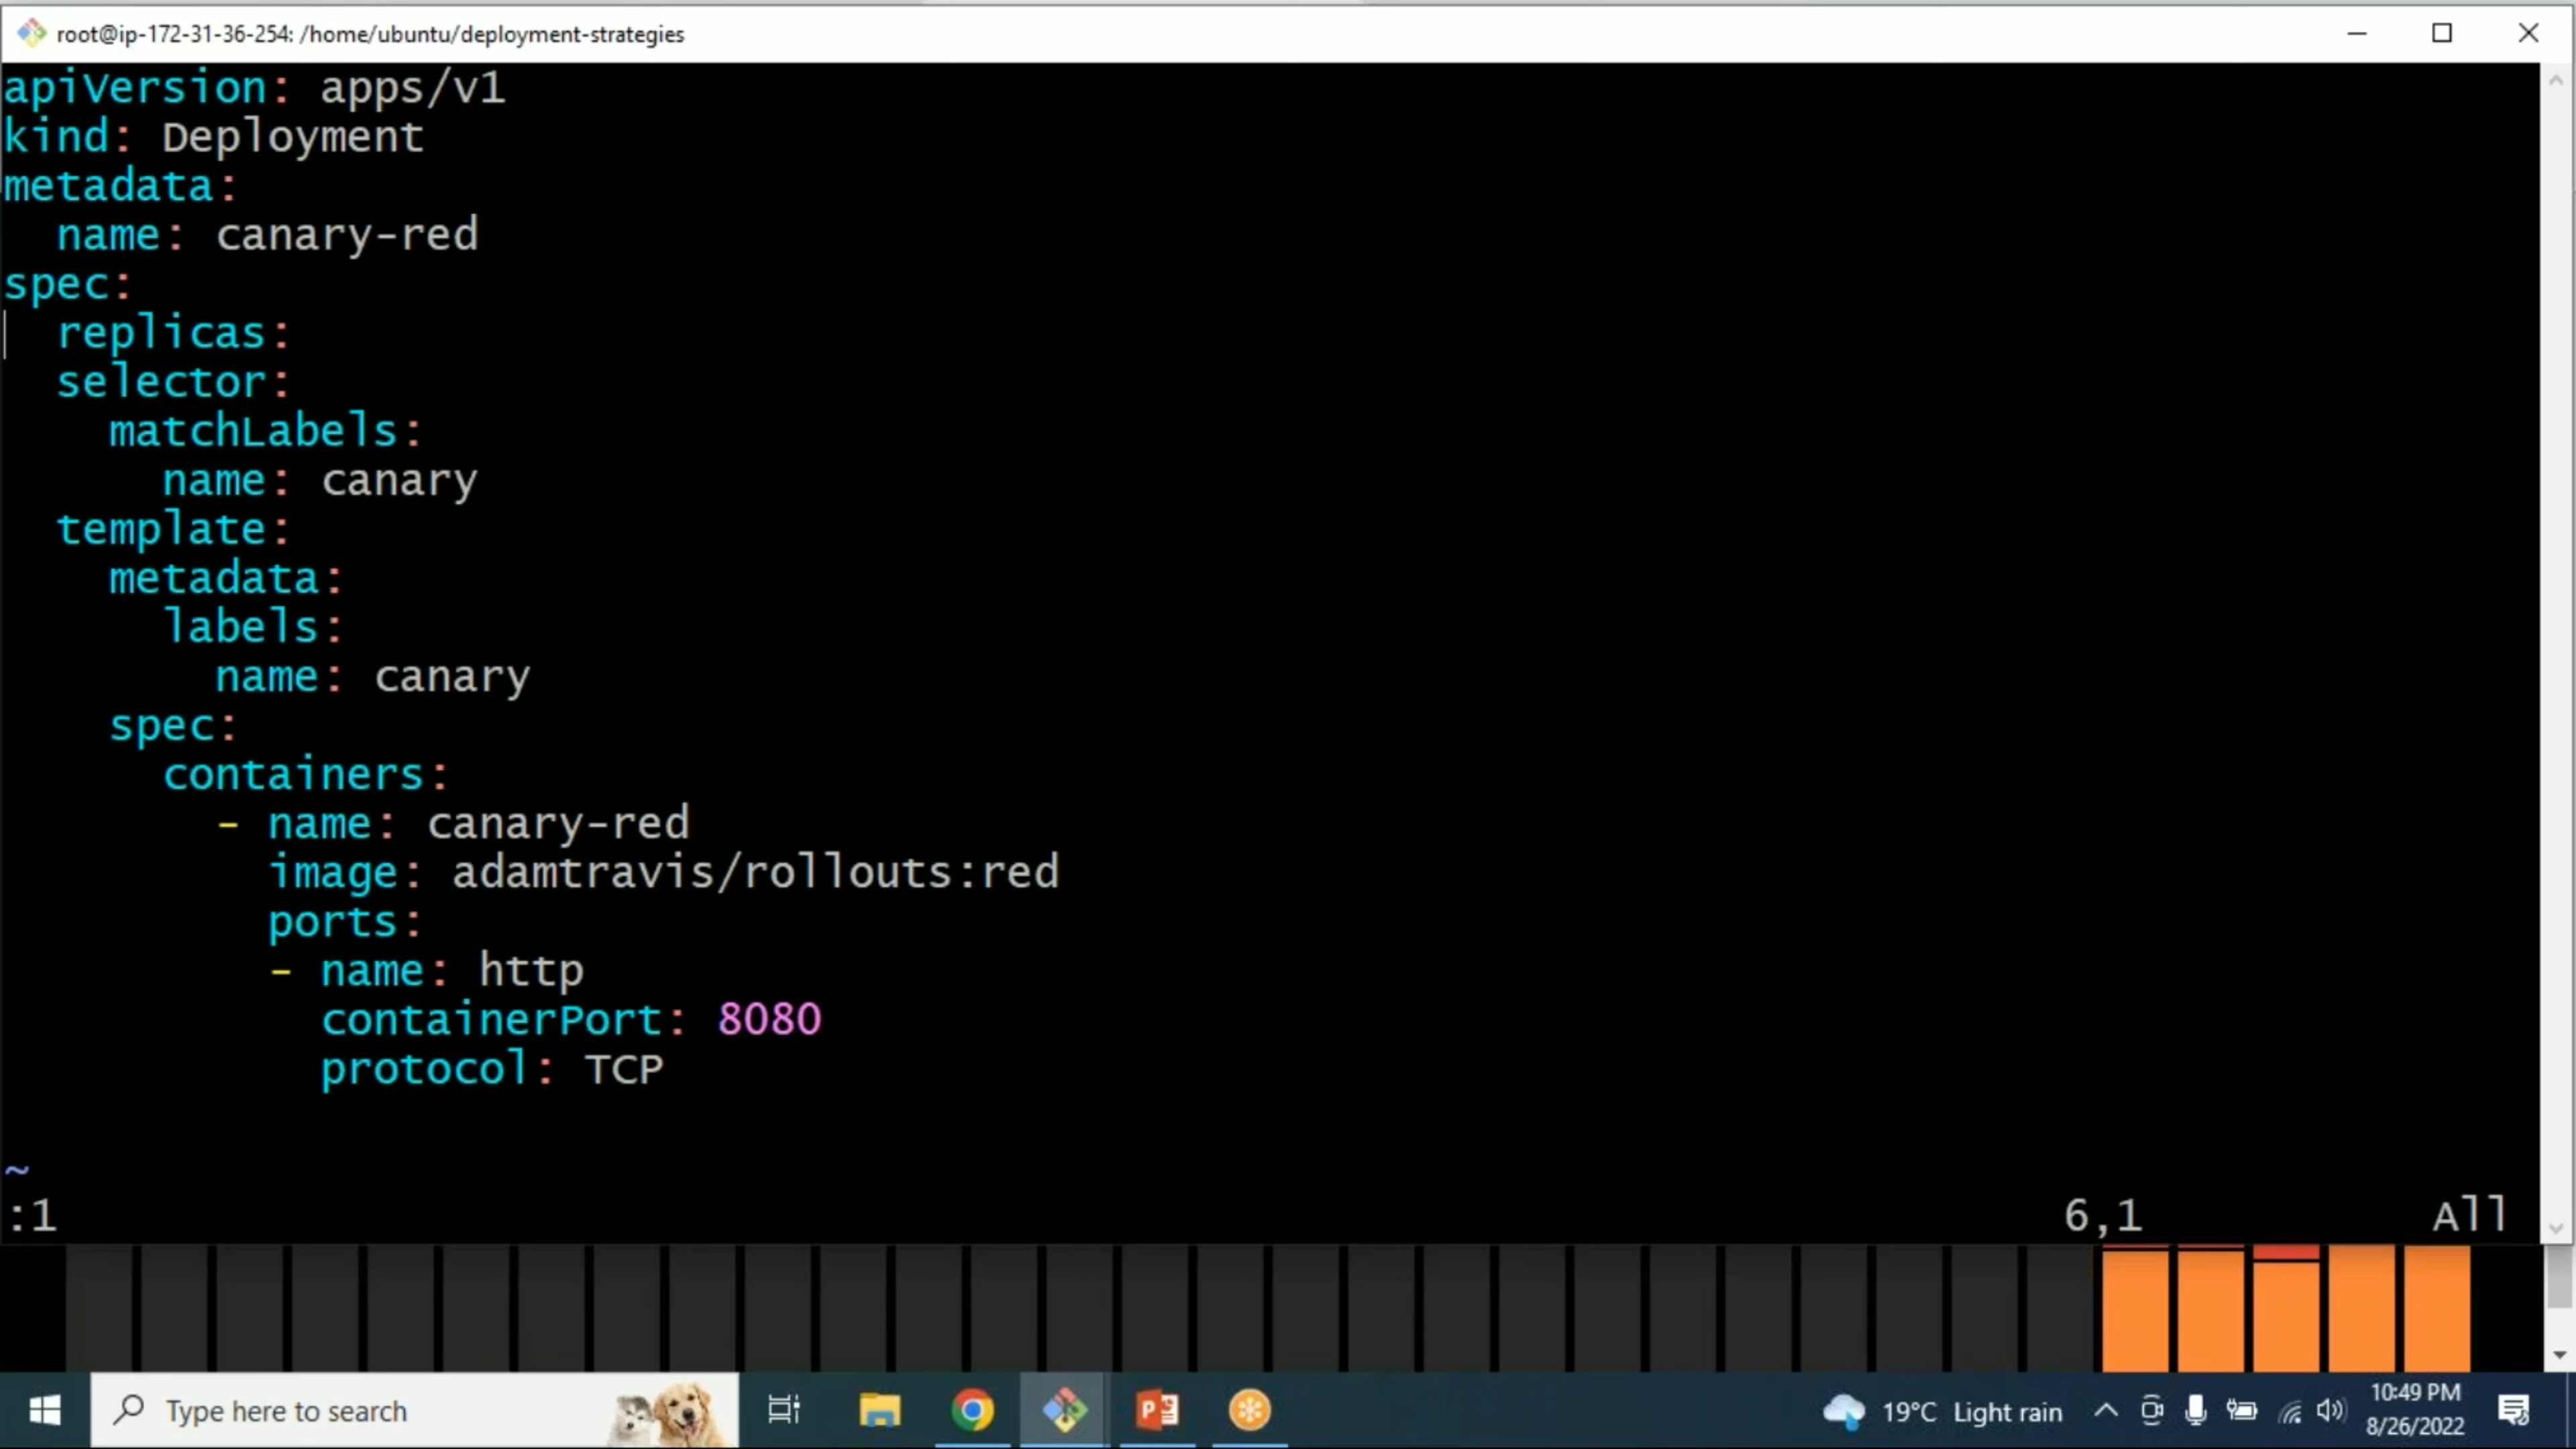 root@ip-172-31-36-254: /home/ubuntu/deployment-strategies
apiVersion: apps/v1
kind: Deployment
metadata:
  name: canary-red
spec:
  replicas:
  selector:
    matchLabels:
      name: canary
  template:
    metadata:
      labels:
        name: canary
    spec:
      containers:
        - name: canary-red
          image: adamtravis/rollouts:red
          ports:
          - name: http
            containerPort: 8080
            protocol: TCP
~
:1 6,1 All
Type here to search
19°C Light rain
10:49 PM
8/26/2022